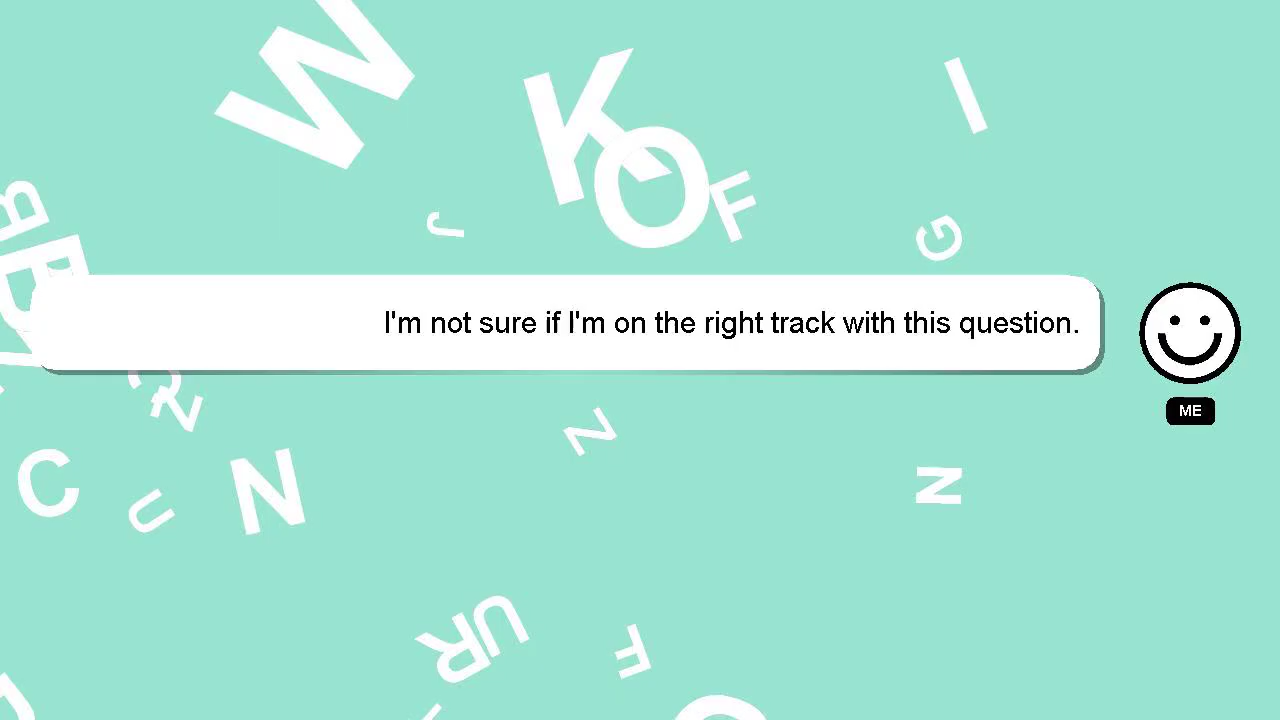 W
K
O
F
I
J
G
B
E
I'm not sure if I'm on the right track with this question.
ME
Z
Z
N
C
U
N
U
R
F